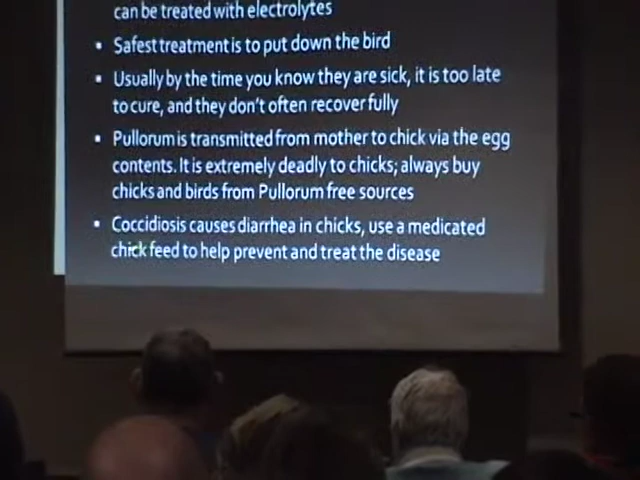 can be treated with electrolytes
• Safest treatment is to put down the bird
• Usually by the time you know they are sick, it is too late
to cure, and they don't often recover fully
• Pullorum is transmitted from mother to chick via the egg
contents. It is extremely deadly to chicks; always buy
chicks and birds from Pullorum free sources
• Coccidiosis causes diarrhea in chicks, use a medicated
chick feed to help prevent and treat the disease